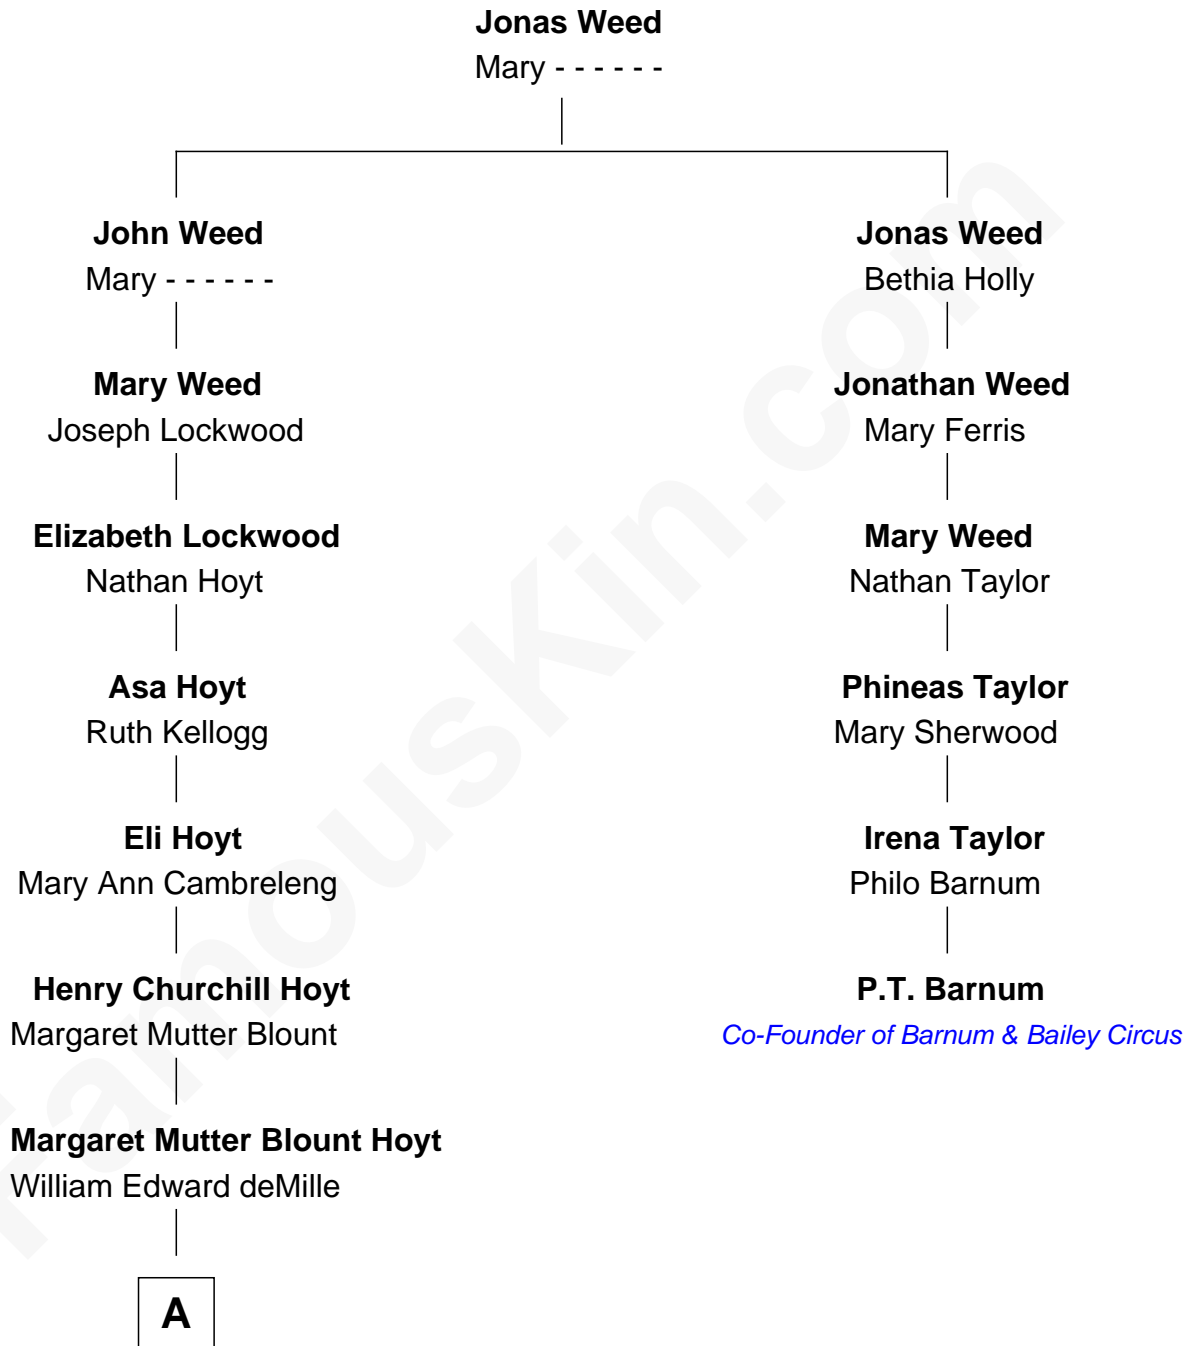 Jonas Weed
Mary - - - - - -
John Weed
Mary - - - - - -
Mary Weed
Joseph Lockwood
Elizabeth Lockwood
Nathan Hoyt
Asa Hoyt
Ruth Kellogg
Eli Hoyt
Mary Ann Cambreleng
Henry Churchill Hoyt
Margaret Mutter Blount
Margaret Mutter Blount Hoyt
William Edward deMille
A
Jonas Weed
Bethia Holly
Jonathan Weed
Mary Ferris
Mary Weed
Nathan Taylor
Phineas Taylor
Mary Sherwood
Irena Taylor
Philo Barnum
P.T. Barnum
Co-Founder of Barnum & Bailey Circus
FamousKin.com